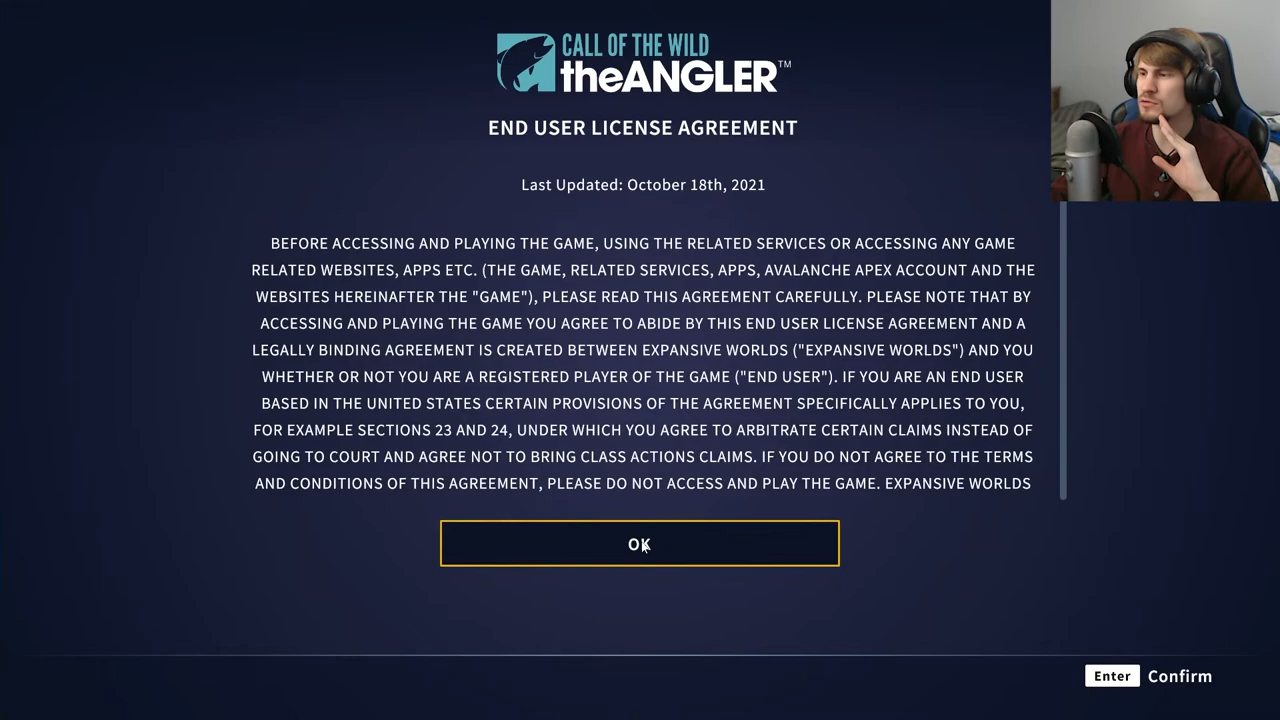 CALL OF THE WILD
theANGLER™
END USER LICENSE AGREEMENT
Last Updated: October 18th, 2021
BEFORE ACCESSING AND PLAYING THE GAME, USING THE RELATED SERVICES OR ACCESSING ANY GAME
RELATED WEBSITES, APPS ETC. (THE GAME, RELATED SERVICES, APPS, AVALANCHE APEX ACCOUNT AND THE
WEBSITES HEREINAFTER THE "GAME"), PLEASE READ THIS AGREEMENT CAREFULLY. PLEASE NOTE THAT BY
ACCESSING AND PLAYING THE GAME YOU AGREE TO ABIDE BY THIS END USER LICENSE AGREEMENT AND A
LEGALLY BINDING AGREEMENT IS CREATED BETWEEN EXPANSIVE WORLDS ("EXPANSIVE WORLDS") AND YOU
WHETHER OR NOT YOU ARE A REGISTERED PLAYER OF THE GAME ("END USER"). IF YOU ARE AN END USER
BASED IN THE UNITED STATES CERTAIN PROVISIONS OF THE AGREEMENT SPECIFICALLY APPLIES TO YOU,
FOR EXAMPLE SECTIONS 23 AND 24, UNDER WHICH YOU AGREE TO ARBITRATE CERTAIN CLAIMS INSTEAD OF
GOING TO COURT AND AGREE NOT TO BRING CLASS ACTIONS CLAIMS. IF YOU DO NOT AGREE TO THE TERMS
AND CONDITIONS OF THIS AGREEMENT, PLEASE DO NOT ACCESS AND PLAY THE GAME. EXPANSIVE WORLDS
OK
Enter Confirm